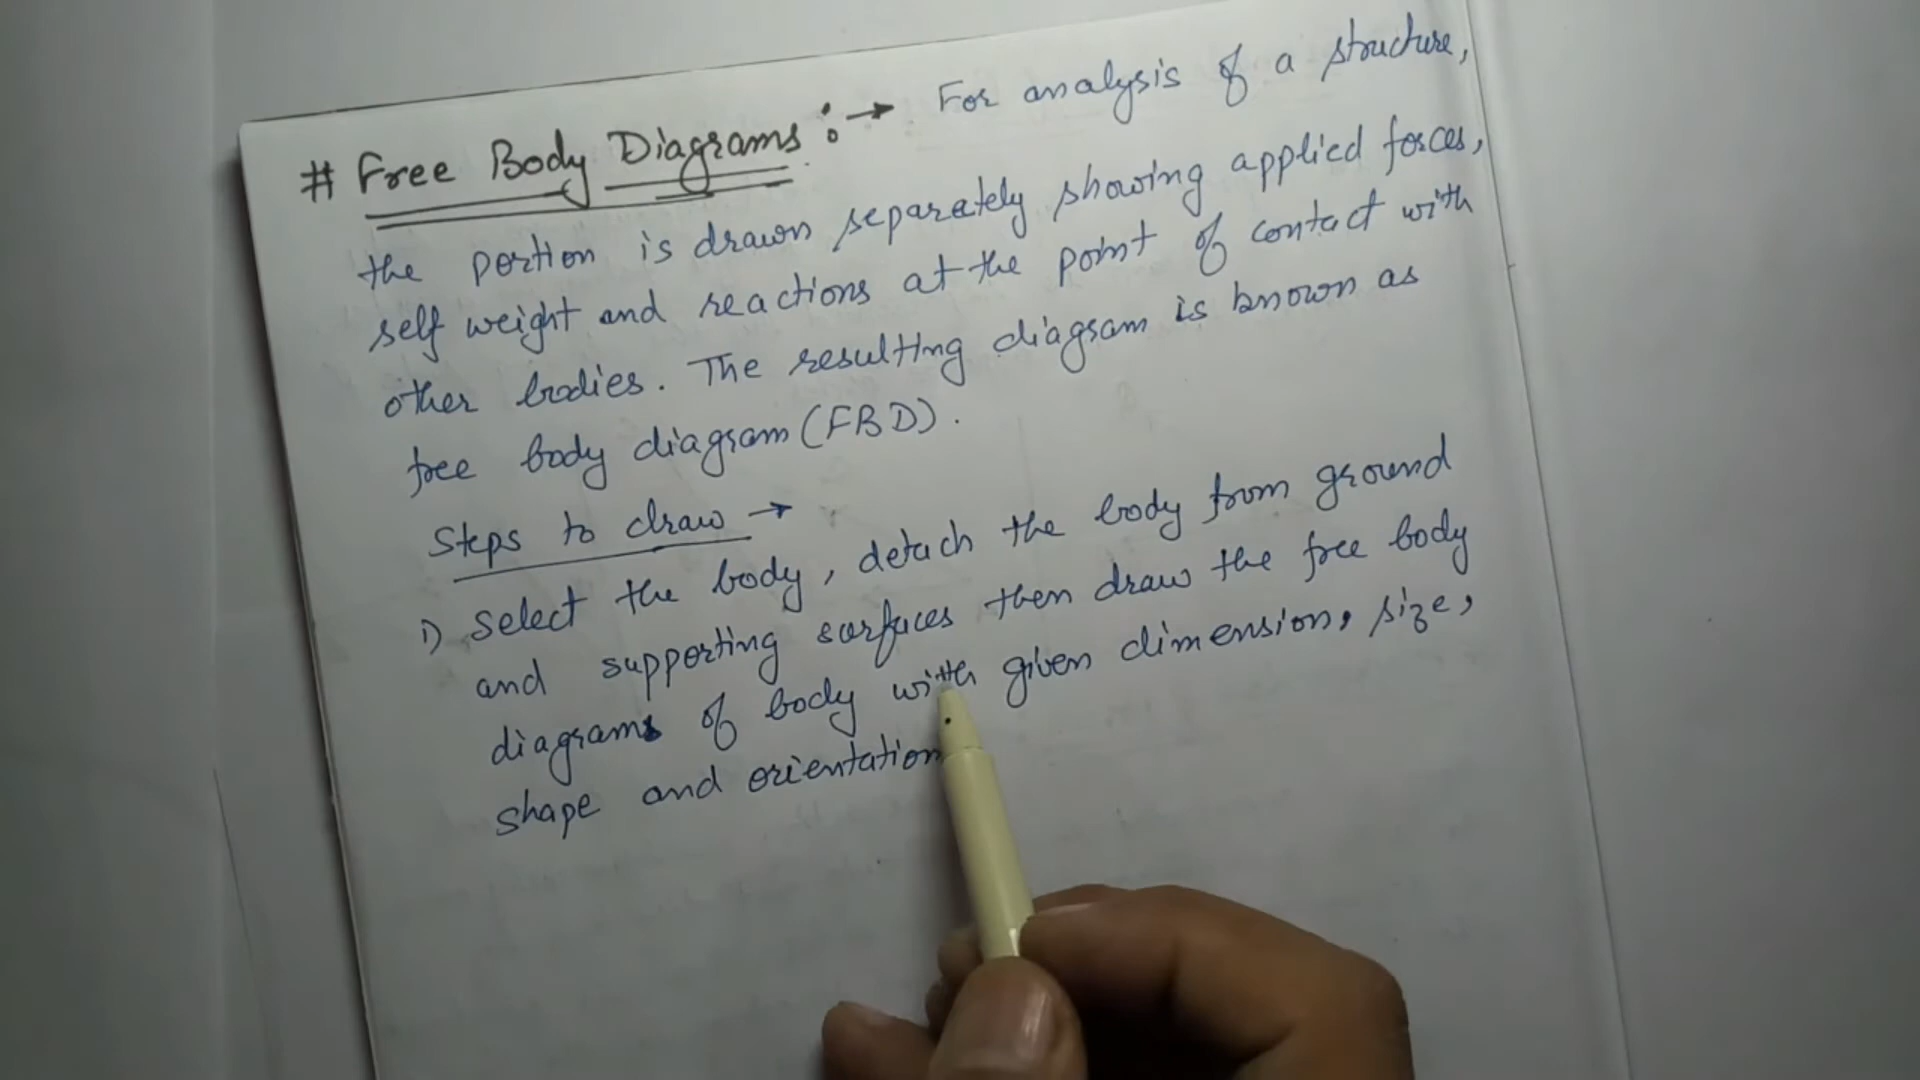 # Free Body Diagrams :→ For analysis of a structure,
the portion is drawn separately showing applied forces,
self weight and reactions at the point of contact with
other bodies. The resulting diagram is known as
free body diagram (FBD).
Steps to draw →
1) Select the body, detach the body from ground
and supporting surfaces then draw the free body
diagrams of body with given dimension, size,
shape and orientation